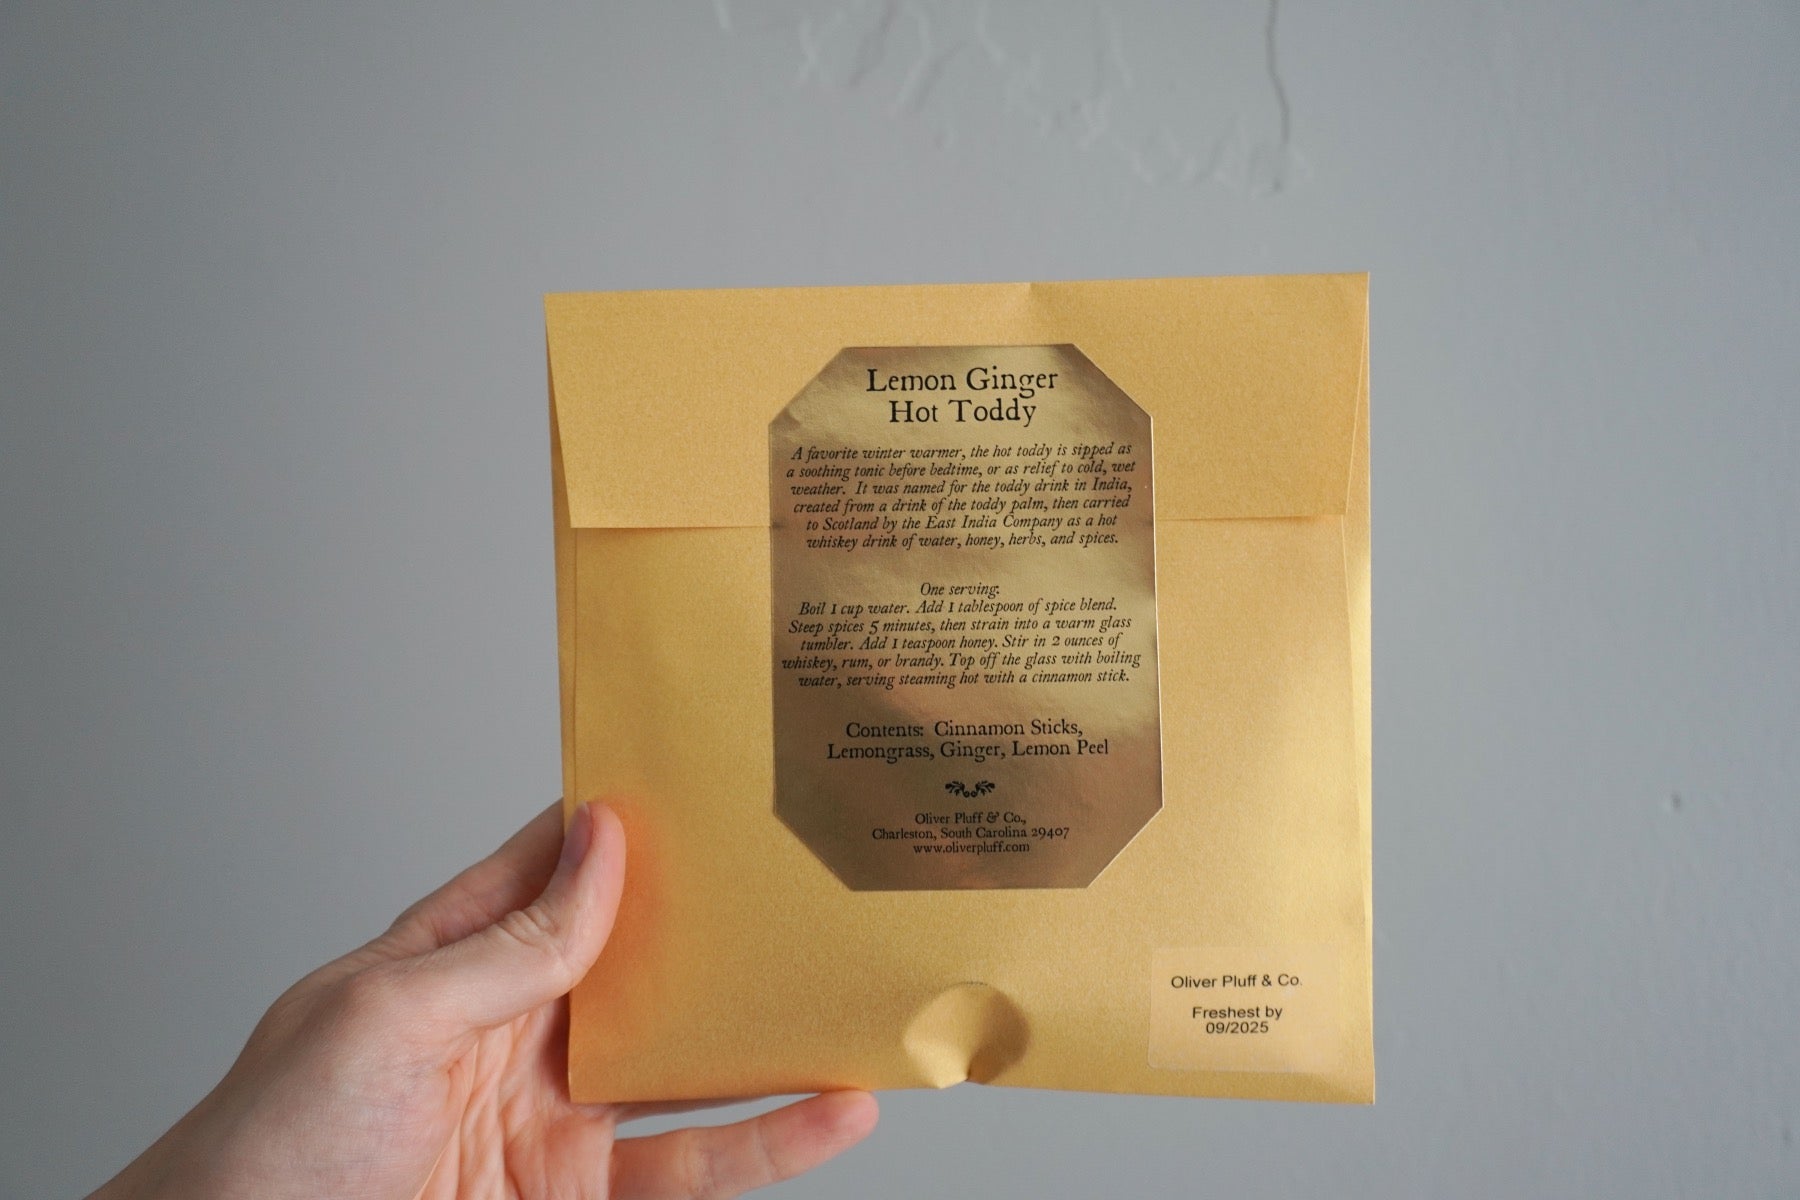 Lemon Ginger
Hot Toddy
A favorite winter warmer, the hot toddy is sipped as
a soothing tonic before bedtime, or as relief to cold, wet
weather. It was named for the toddy drink in India,
created from a drink of the toddy palm, then carried
to Scotland by the East India Company as a hot
whiskey drink of water, honey, herbs, and spices.
One serving:
Boil 1 cup water. Add 1 tablespoon of spice blend.
Steep spices 5 minutes, then strain into a warm glass
tumbler. Add 1 teaspoon honey. Stir in 2 ounces of
whiskey, rum, or brandy. Top off the glass with boiling
water, serving steaming hot with a cinnamon stick.
Contents: Cinnamon Sticks,
Lemongrass, Ginger, Lemon Peel
Oliver Pluff & Co.,
Charleston, South Carolina 29407
www.oliverpluff.com
Oliver Pluff & Co.
Freshest by
09/2025